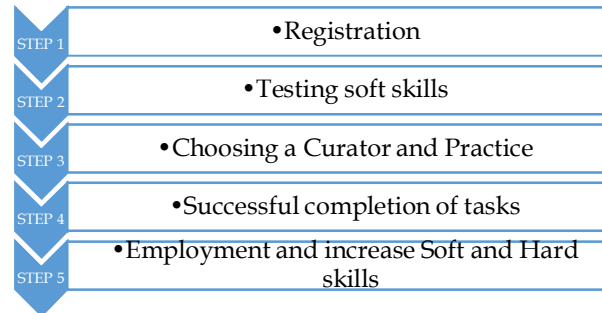 STEP 1
•Registration
STEP 2
•Testing soft skills
STEP 3
•Choosing a Curator and Practice
STEP 4
•Successful completion of tasks
STEP 5
•Employment and increase Soft and Hard
skills